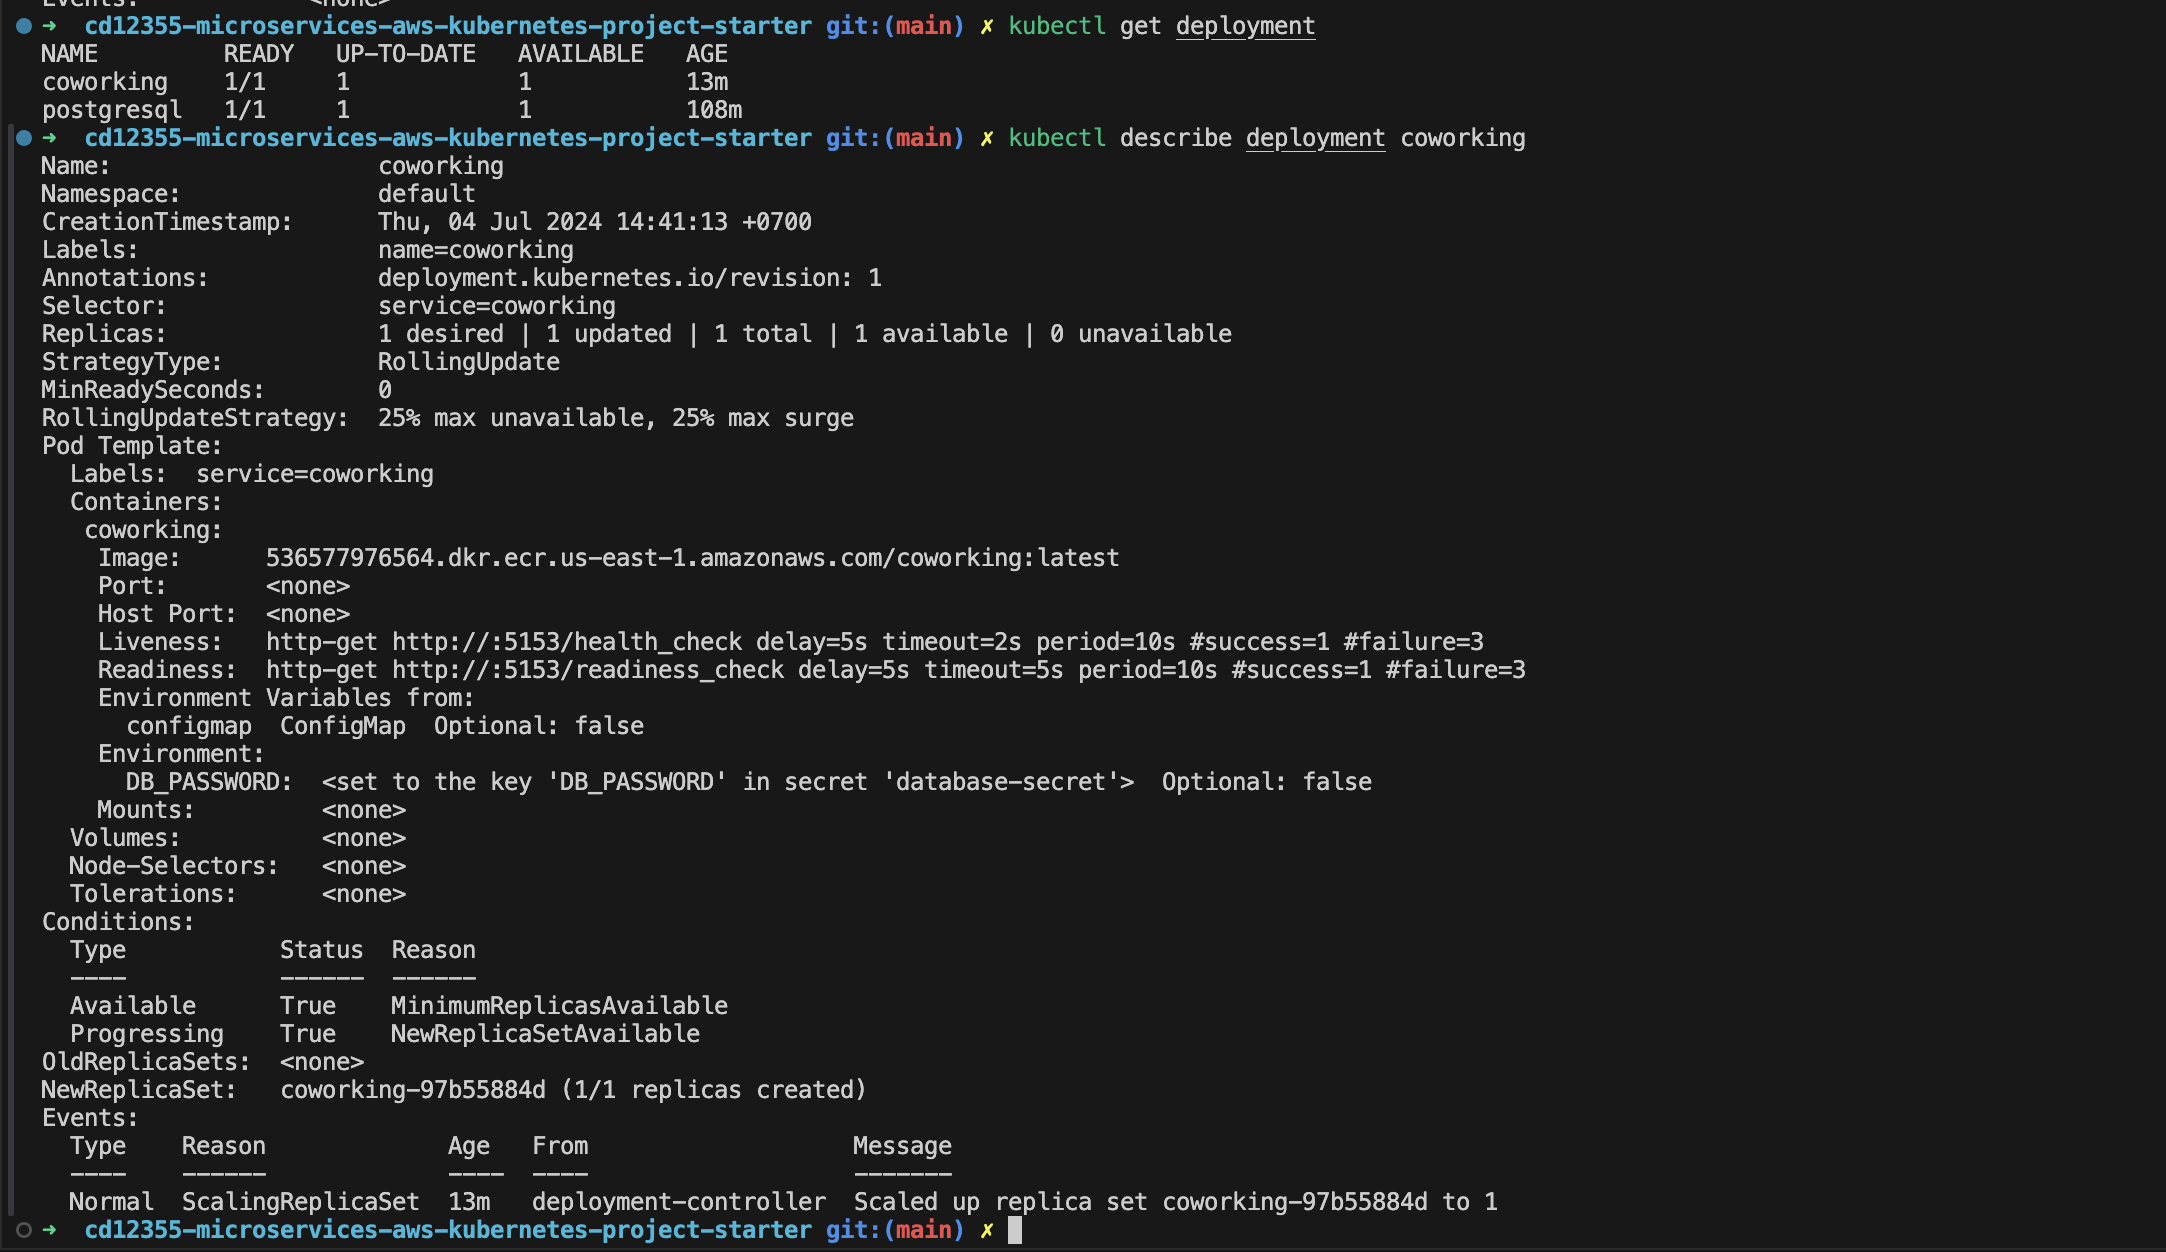 Events: <none>
➜ cd12355-microservices-aws-kubernetes-project-starter git:(main) ✗ kubectl get deployment
NAME READY UP-TO-DATE AVAILABLE AGE
coworking 1/1 1 1 13m
postgresql 1/1 1 1 108m
➜ cd12355-microservices-aws-kubernetes-project-starter git:(main) ✗ kubectl describe deployment coworking
Name: coworking
Namespace: default
CreationTimestamp: Thu, 04 Jul 2024 14:41:13 +0700
Labels: name=coworking
Annotations: deployment.kubernetes.io/revision: 1
Selector: service=coworking
Replicas: 1 desired | 1 updated | 1 total | 1 available | 0 unavailable
StrategyType: RollingUpdate
MinReadySeconds: 0
RollingUpdateStrategy: 25% max unavailable, 25% max surge
Pod Template:
Labels: service=coworking
Containers:
coworking:
Image: 536577976564.dkr.ecr.us-east-1.amazonaws.com/coworking:latest
Port: <none>
Host Port: <none>
Liveness: http-get http://:5153/health_check delay=5s timeout=2s period=10s #success=1 #failure=3
Readiness: http-get http://:5153/readiness_check delay=5s timeout=5s period=10s #success=1 #failure=3
Environment Variables from:
configmap ConfigMap Optional: false
Environment:
DB_PASSWORD: <set to the key 'DB_PASSWORD' in secret 'database-secret'> Optional: false
Mounts: <none>
Volumes: <none>
Node-Selectors: <none>
Tolerations: <none>
Conditions:
Type Status Reason
---- ------ ------
Available True MinimumReplicasAvailable
Progressing True NewReplicaSetAvailable
OldReplicaSets: <none>
NewReplicaSet: coworking-97b55884d (1/1 replicas created)
Events:
Type Reason Age From Message
---- ------ ---- ---- -------
Normal ScalingReplicaSet 13m deployment-controller Scaled up replica set coworking-97b55884d to 1
➜ cd12355-microservices-aws-kubernetes-project-starter git:(main) ✗